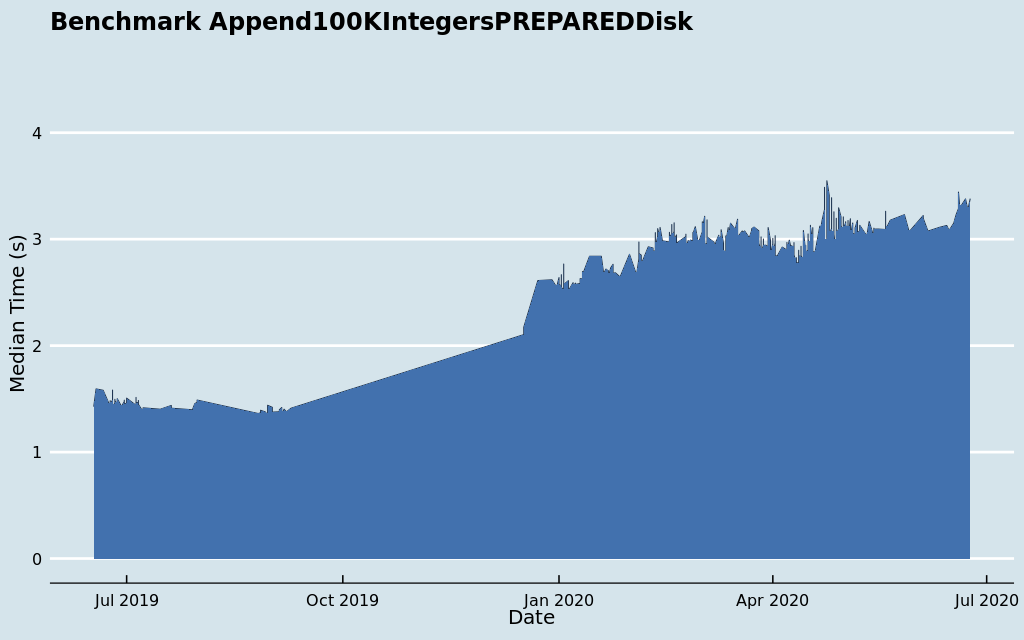 Benchmark Append100KIntegersPREPAREDDisk
Median Time (s)
4
3
2
1
0
Jul 2019 Oct 2019 Jan 2020 Apr 2020 Jul 2020
Date